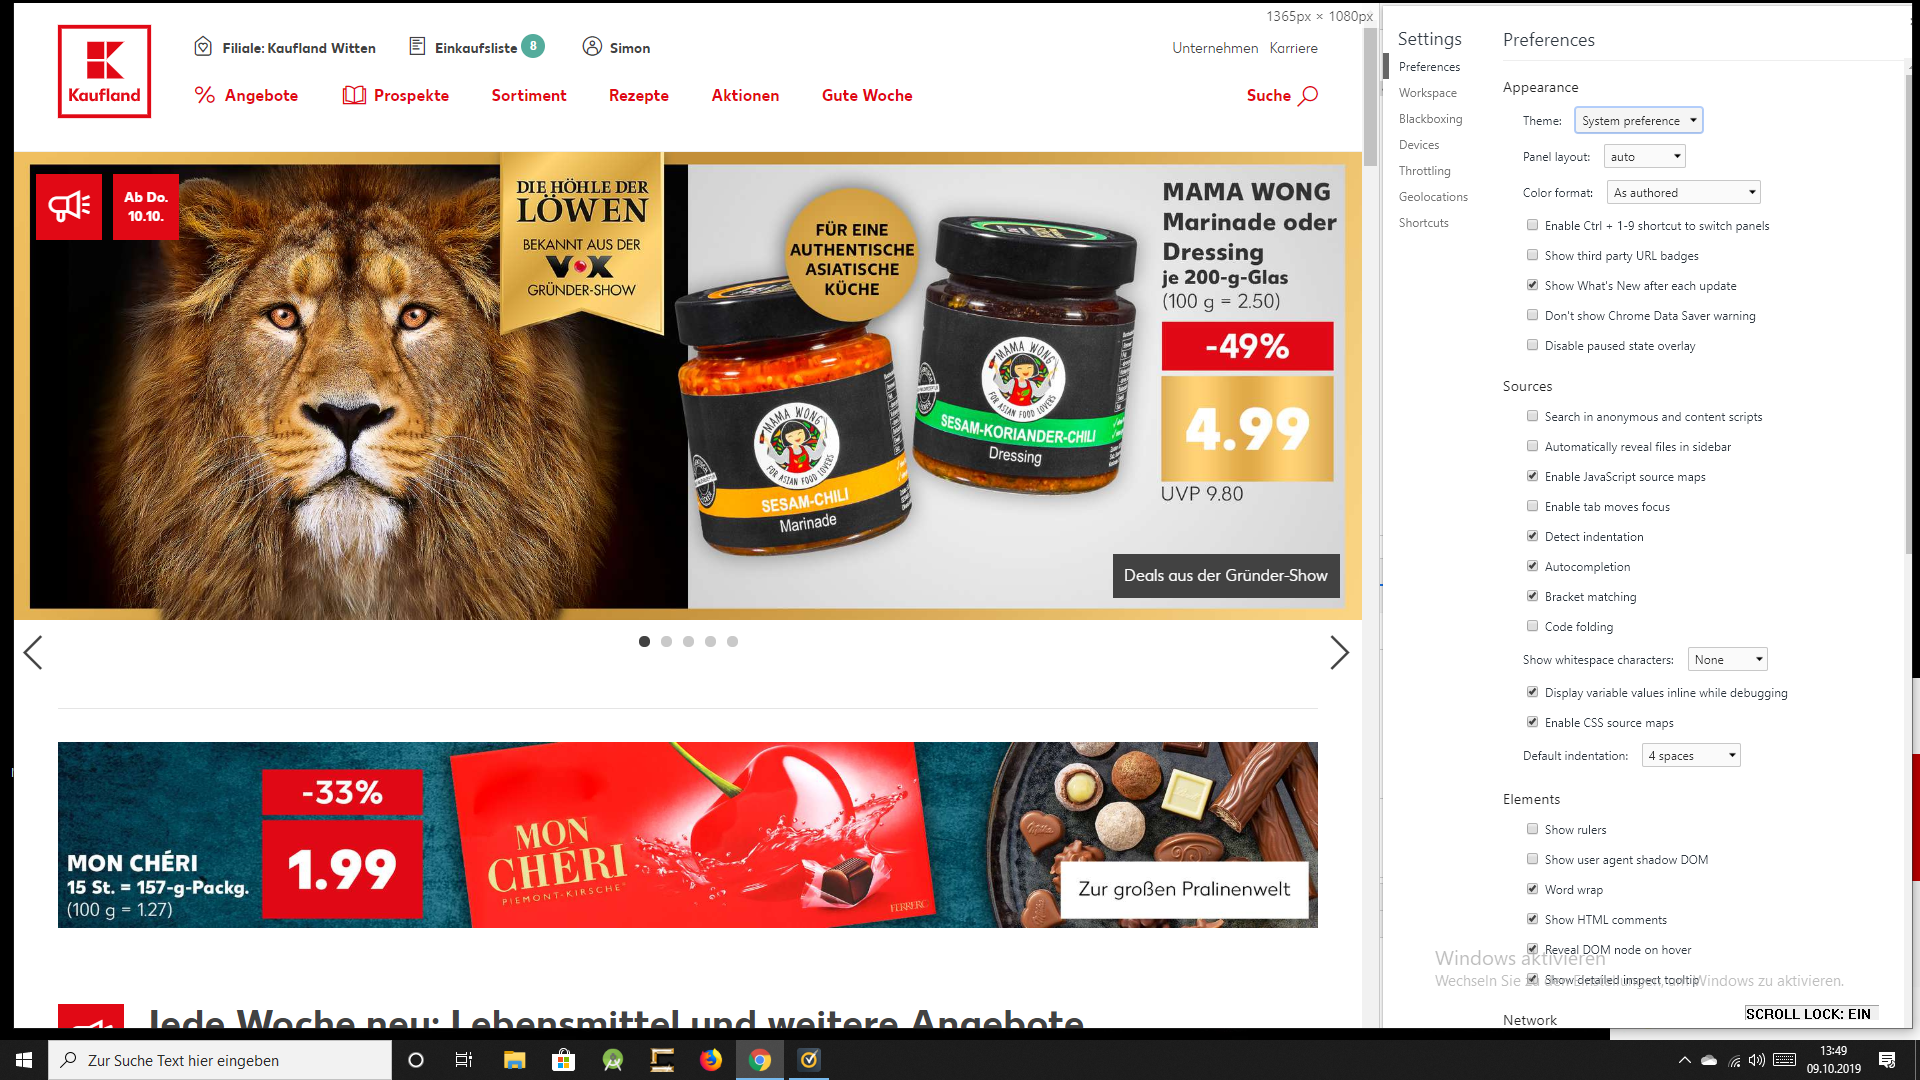 1365px × 1080px
Filiale: Kaufland Witten
Einkaufsliste 8
Simon
Unternehmen Karriere
Kaufland
Angebote
Prospekte
Sortiment
Rezepte
Aktionen
Gute Woche
Suche
Ab Do.
10.10.
DIE HÖHLE DER
LÖWEN
BEKANNT AUS DER
VOX
GRÜNDER-SHOW
FÜR EINE
AUTHENTISCHE
ASIATISCHE
KÜCHE
MAMA WONG
FOR ASIAN FOOD LOVERS
SESAM-CHILI
Marinade
MAMA WONG
FOR ASIAN FOOD LOVERS
SESAM-KORIANDER-CHILI
Dressing
MAMA WONG
Marinade oder
Dressing
je 200-g-Glas
(100 g = 2.50)
-49%
4.99
UVP 9.80
Deals aus der Gründer-Show
-33%
1.99
MON CHÉRI
15 St. = 157-g-Packg.
(100 g = 1.27)
MON
CHÉRI
PIEMONT-KIRSCHE
FERRERO
Zur großen Pralinenwelt
Jede Woche neu: Lebensmittel und weitere Angebote
Settings
Preferences
Workspace
Blackboxing
Devices
Throttling
Geolocations
Shortcuts
Preferences
Appearance
Theme: System preference
Panel layout: auto
Color format: As authored
Enable Ctrl + 1-9 shortcut to switch panels
Show third party URL badges
Show What's New after each update
Don't show Chrome Data Saver warning
Disable paused state overlay
Sources
Search in anonymous and content scripts
Automatically reveal files in sidebar
Enable JavaScript source maps
Enable tab moves focus
Detect indentation
Autocompletion
Bracket matching
Code folding
Show whitespace characters: None
Display variable values inline while debugging
Enable CSS source maps
Default indentation: 4 spaces
Elements
Show rulers
Show user agent shadow DOM
Word wrap
Show HTML comments
Reveal DOM node on hover
Show detailed inspect tooltip
Network
Windows aktivieren
Wechseln Sie zu den Einstellungen, um Windows zu aktivieren.
SCROLL LOCK: EIN
Zur Suche Text hier eingeben
13:49
09.10.2019